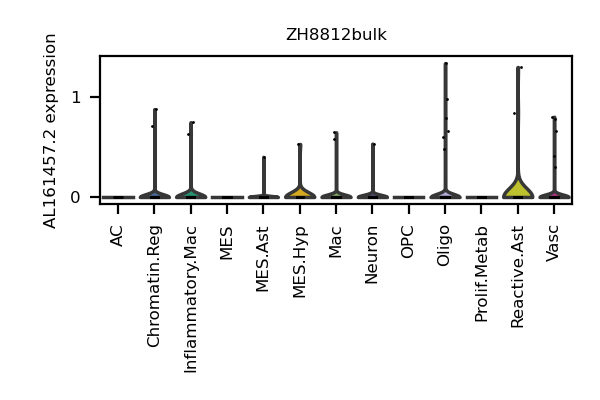 ZH8812bulk
AL161457.2 expression
1
0
AC
Chromatin.Reg
Inflammatory.Mac
MES
MES.Ast
MES.Hyp
Mac
Neuron
OPC
Oligo
Prolif.Metab
Reactive.Ast
Vasc